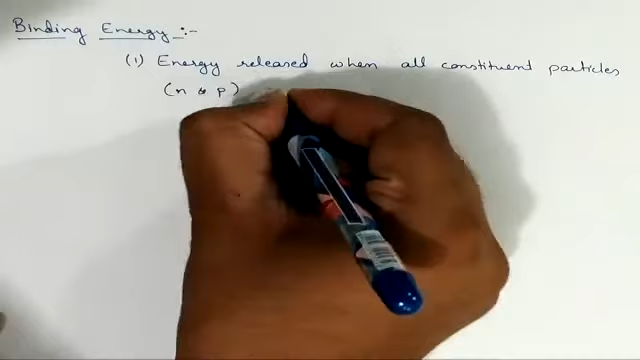 Binding Energy :-
(1) Energy released when all constituent particles
(n & p)